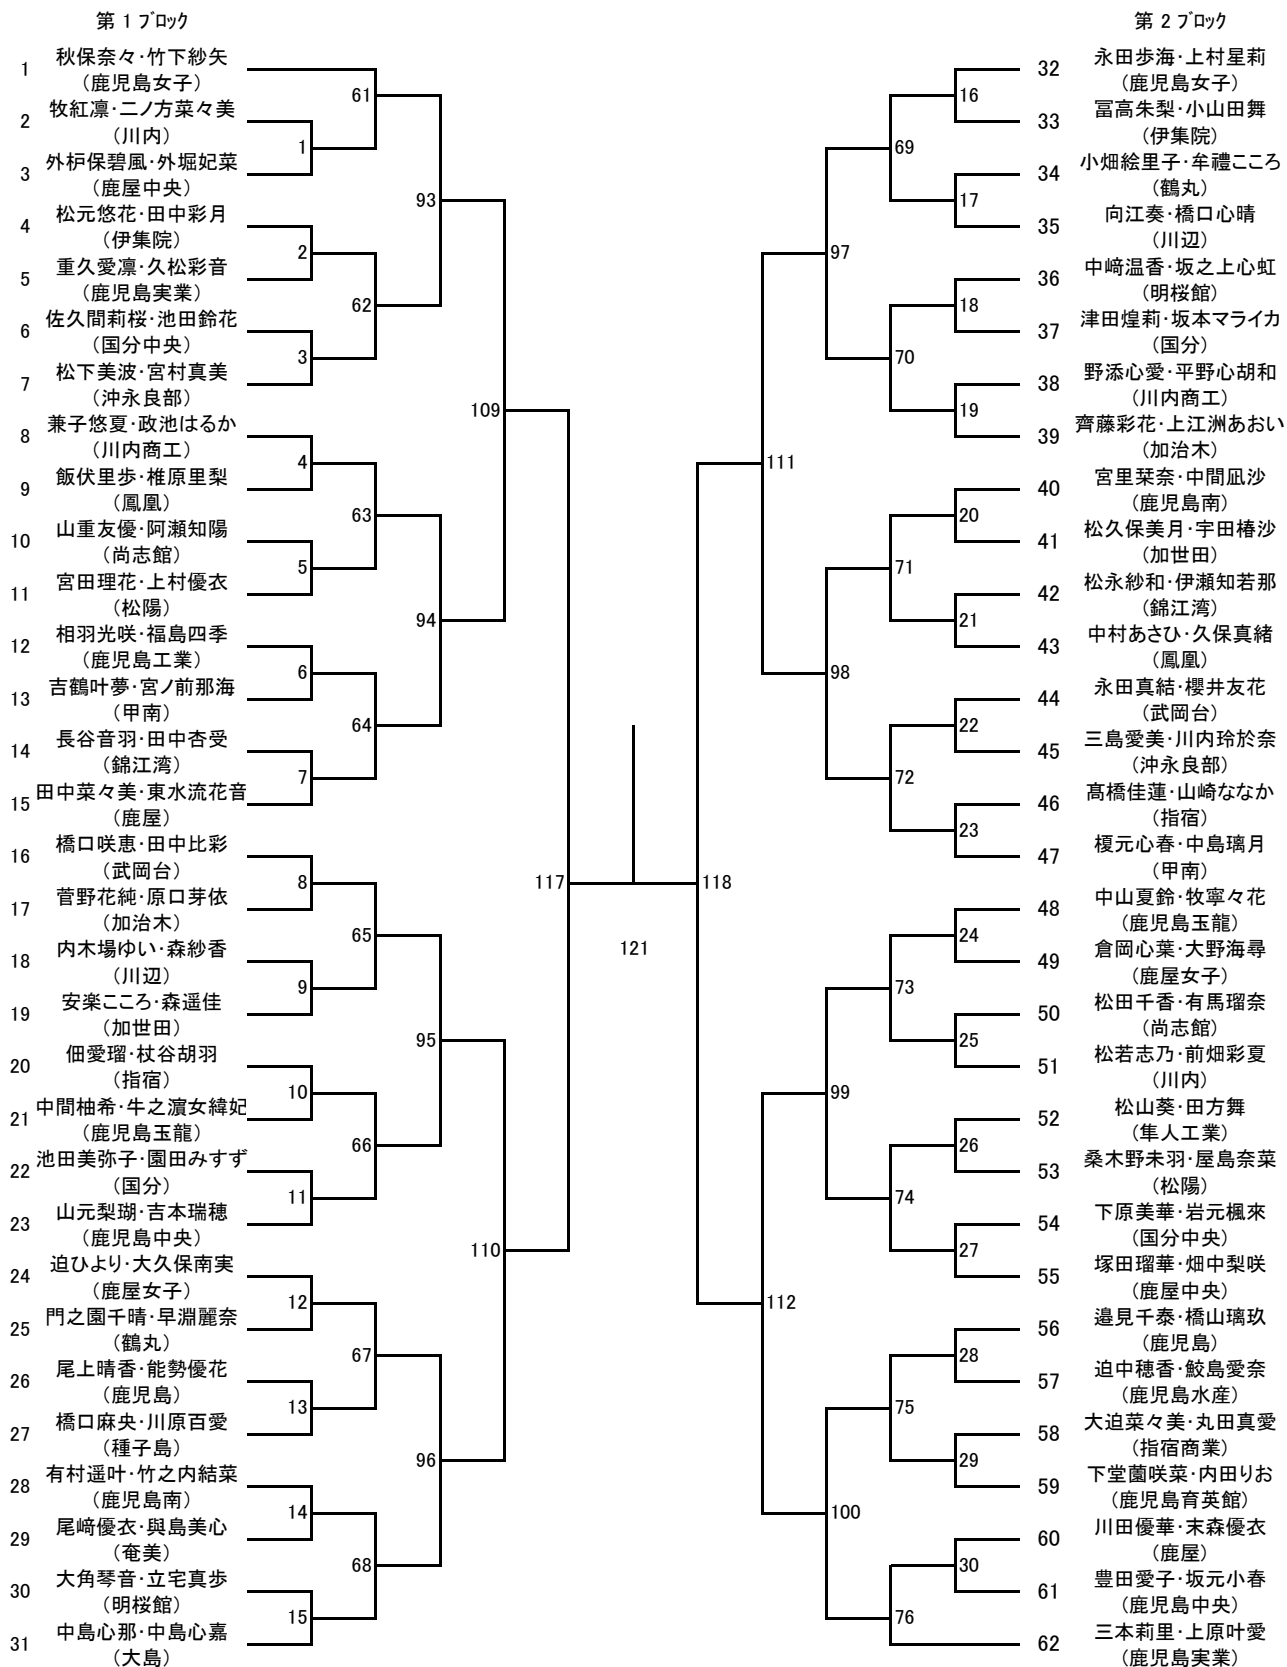 第１ブロック
1
秋保奈々・竹下紗矢
(鹿児島女子)
2
牧紅凛・二ノ方菜々美
(川内)
3
外枦保碧風・外堀妃菜
(鹿屋中央)
4
松元悠花・田中彩月
(伊集院)
5
重久愛凛・久松彩音
(鹿児島実業)
6
佐久間莉桜・池田鈴花
(国分中央)
7
松下美波・宮村真美
(沖永良部)
8
兼子悠夏・政池はるか
(川内商工)
9
飯伏里歩・椎原里梨
(鳳凰)
10
山重友優・阿瀬知陽
(尚志館)
11
宮田理花・上村優衣
(松陽)
12
相羽光咲・福島四季
(鹿児島工業)
13
吉鶴叶夢・宮ノ前那海
(甲南)
14
長谷音羽・田中杏受
(錦江湾)
15
田中菜々美・東水流花音
(鹿屋)
16
橋口咲恵・田中比彩
(武岡台)
17
菅野花純・原口芽依
(加治木)
18
内木場ゆい・森紗香
(川辺)
19
安楽こころ・森遥佳
(加世田)
20
佃愛瑠・杖谷胡羽
(指宿)
21
中間柚希・牛之濵女緯妃
(鹿児島玉龍)
22
池田美弥子・園田みすず
(国分)
23
山元梨瑚・吉本瑞穂
(鹿児島中央)
24
迫ひより・大久保南実
(鹿屋女子)
25
門之園千晴・早淵麗奈
(鶴丸)
26
尾上晴香・能勢優花
(鹿児島)
27
橋口麻央・川原百愛
(種子島)
28
有村遥叶・竹之内結菜
(鹿児島南)
29
尾﨑優衣・與島美心
(奄美)
30
大角琴音・立宅真歩
(明桜館)
31
中島心那・中島心嘉
(大島)
1
2
3
4
5
6
7
8
9
10
11
12
13
14
15
61
62
63
64
65
66
67
68
93
94
95
96
109
110
117
121
118
111
112
97
98
99
100
69
70
71
72
73
74
75
76
16
17
18
19
20
21
22
23
24
25
26
27
28
29
30
第２ブロック
32
永田歩海・上村星莉
(鹿児島女子)
33
冨高朱梨・小山田舞
(伊集院)
34
小畑絵里子・牟禮こころ
(鶴丸)
35
向江奏・橋口心晴
(川辺)
36
中﨑温香・坂之上心虹
(明桜館)
37
津田煌莉・坂本マライカ
(国分)
38
野添心愛・平野心胡和
(川内商工)
39
齊藤彩花・上江洲あおい
(加治木)
40
宮里栞奈・中間凪沙
(鹿児島南)
41
松久保美月・宇田椿沙
(加世田)
42
松永紗和・伊瀬知若那
(錦江湾)
43
中村あさひ・久保真緒
(鳳凰)
44
永田真結・櫻井友花
(武岡台)
45
三島愛美・川内玲於奈
(沖永良部)
46
髙橋佳蓮・山崎ななか
(指宿)
47
榎元心春・中島璃月
(甲南)
48
中山夏鈴・牧寧々花
(鹿児島玉龍)
49
倉岡心葉・大野海尋
(鹿屋女子)
50
松田千香・有馬瑠奈
(尚志館)
51
松若志乃・前畑彩夏
(川内)
52
松山葵・田方舞
(隼人工業)
53
桑木野未羽・屋島奈菜
(松陽)
54
下原美華・岩元楓來
(国分中央)
55
塚田瑠華・畑中梨咲
(鹿屋中央)
56
邉見千泰・橋山璃玖
(鹿児島)
57
迫中穂香・鮫島愛奈
(鹿児島水産)
58
大迫菜々美・丸田真愛
(指宿商業)
59
下堂薗咲菜・内田りお
(鹿児島育英館)
60
川田優華・末森優衣
(鹿屋)
61
豊田愛子・坂元小春
(鹿児島中央)
62
三本莉里・上原叶愛
(鹿児島実業)